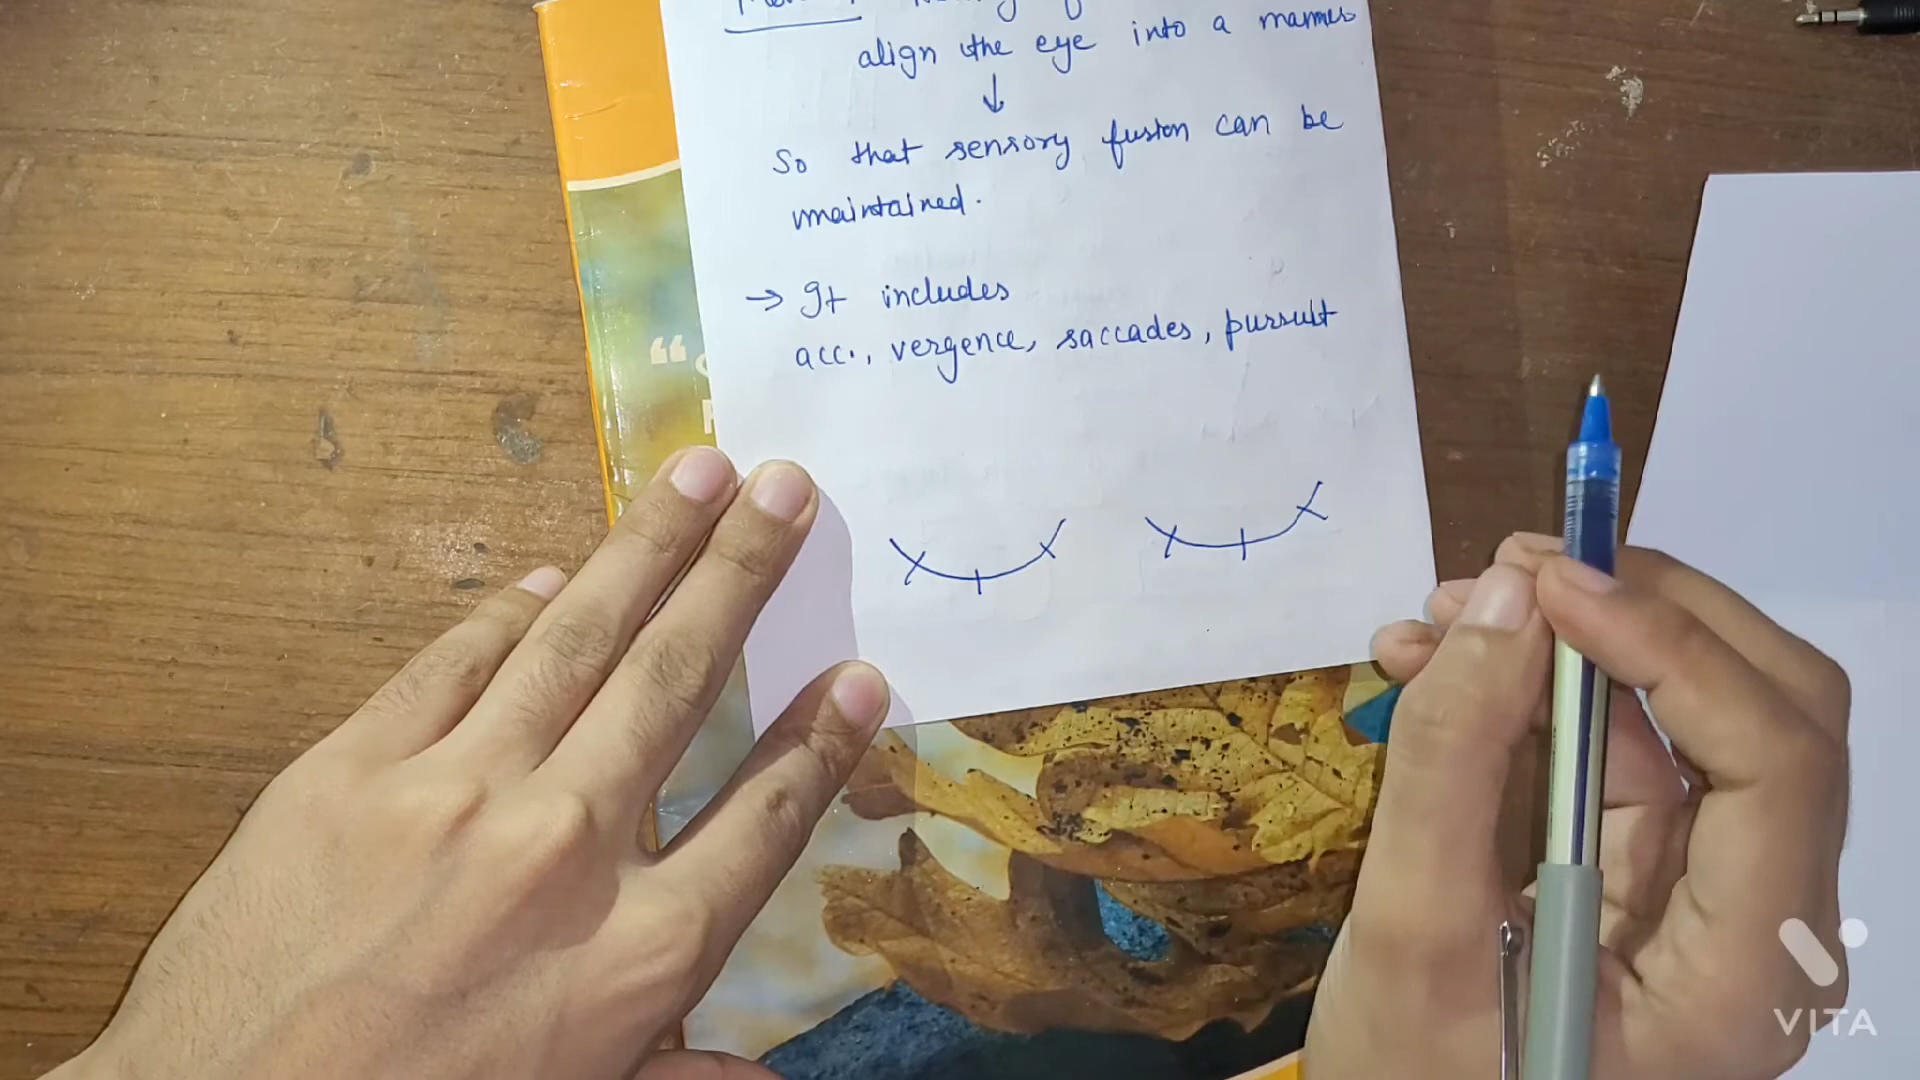 align the eye into a manner
↓
So that sensory fusion can be
maintained.
→ It includes
acc., vergence, saccades, pursuit
“
VITA